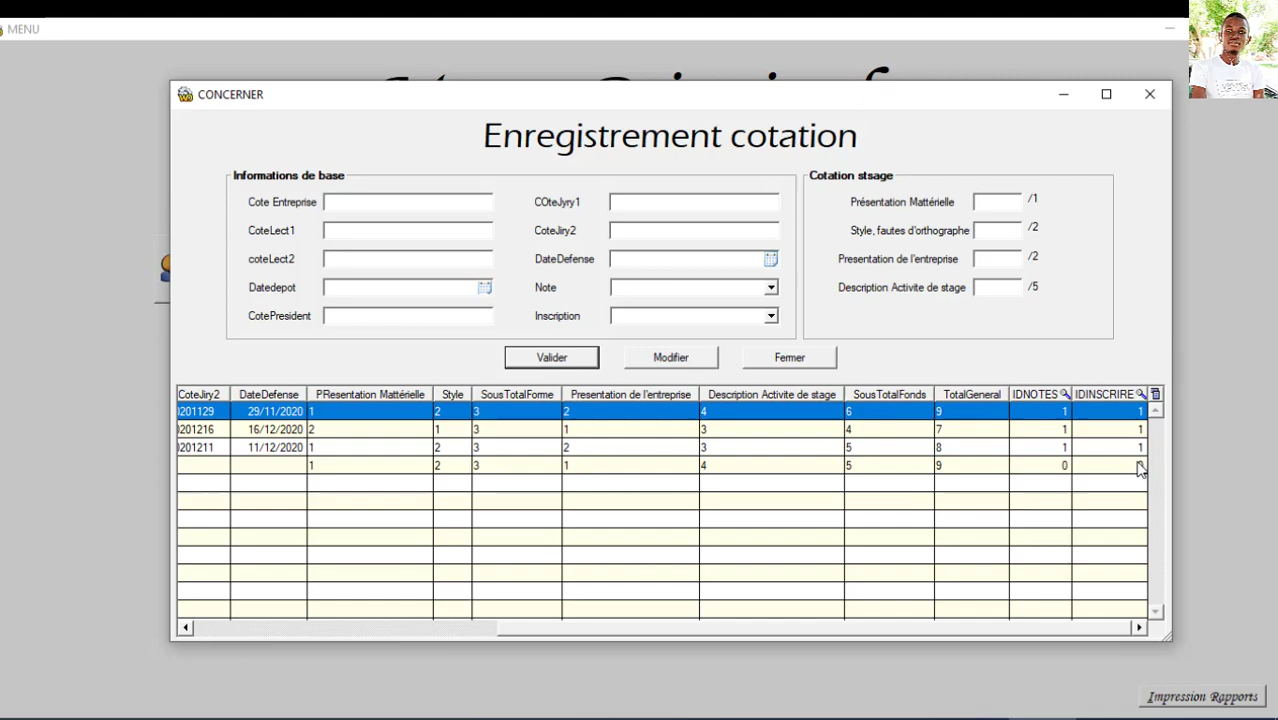 MENU
CONCERNER
Enregistrement cotation
Informations de base
Cotation stsage
Cote Entreprise
COteJyry1
Présentation Mattérielle /1
CoteLect1
CoteJiry2
Style, fautes d'orthographe /2
coteLect2
DateDefense
Presentation de l'entreprise /2
Datedepot
Note
Description Activite de stage /5
CotePresident
Inscription
Valider Modifier Fermer
CoteJiry2 DateDefense PResentation Mattérielle Style SousTotalForme Presentation de l'entreprise Description Activite de stage SousTotalFonds TotalGeneral IDNOTES IDINSCRIRE
0201129 29/11/2020 1 2 3 2 4 6 9 1 1
0201216 16/12/2020 2 1 3 1 3 4 7 1 1
0201211 11/12/2020 1 2 3 2 3 5 8 1 1
1 2 3 1 4 5 9 0
Impression Rapports